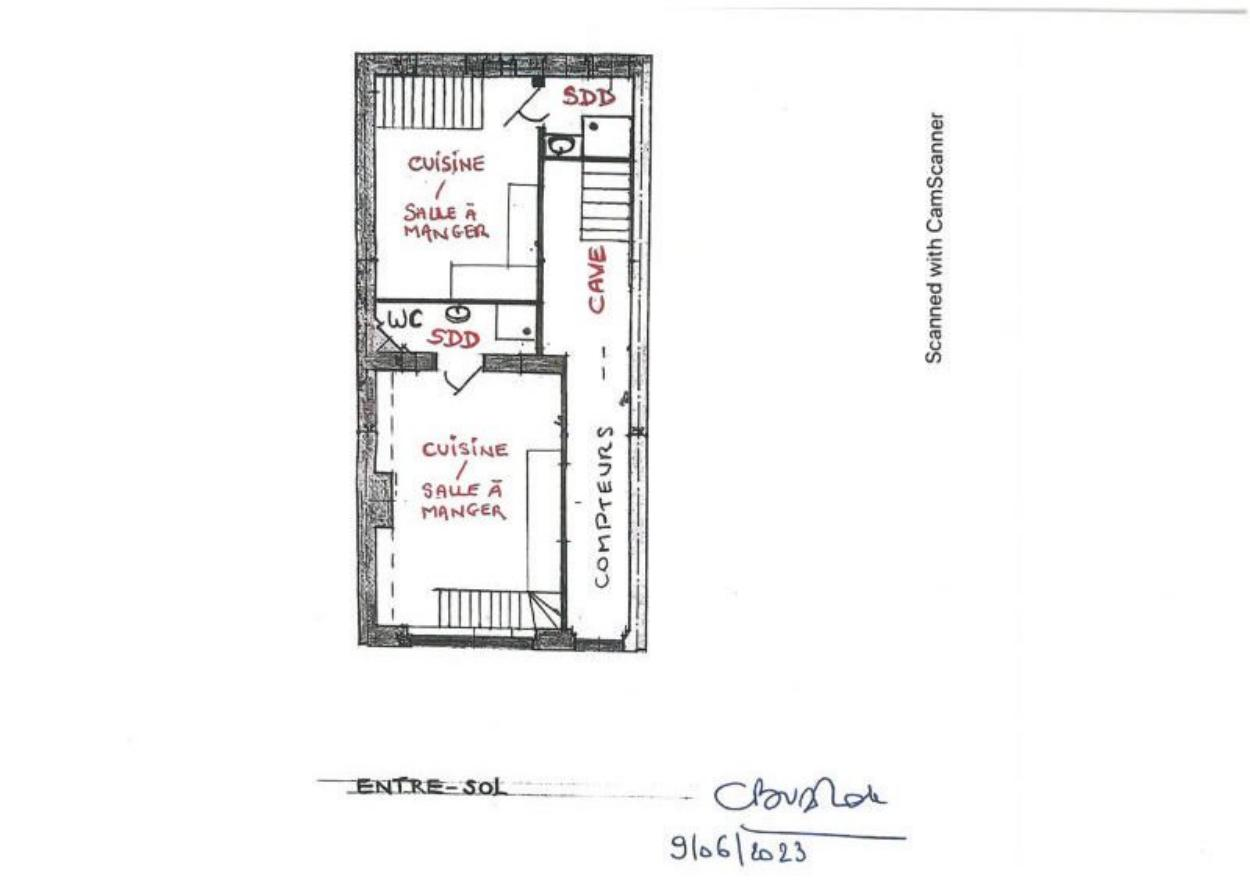 SDD
CUISINE
/
SALLE À
MANGER
CAVE
WC
SDD
CUISINE
/
SALLE À
MANGER
COMPTEURS --
ENTRE-SOL
9/06/2023
Scanned with CamScanner